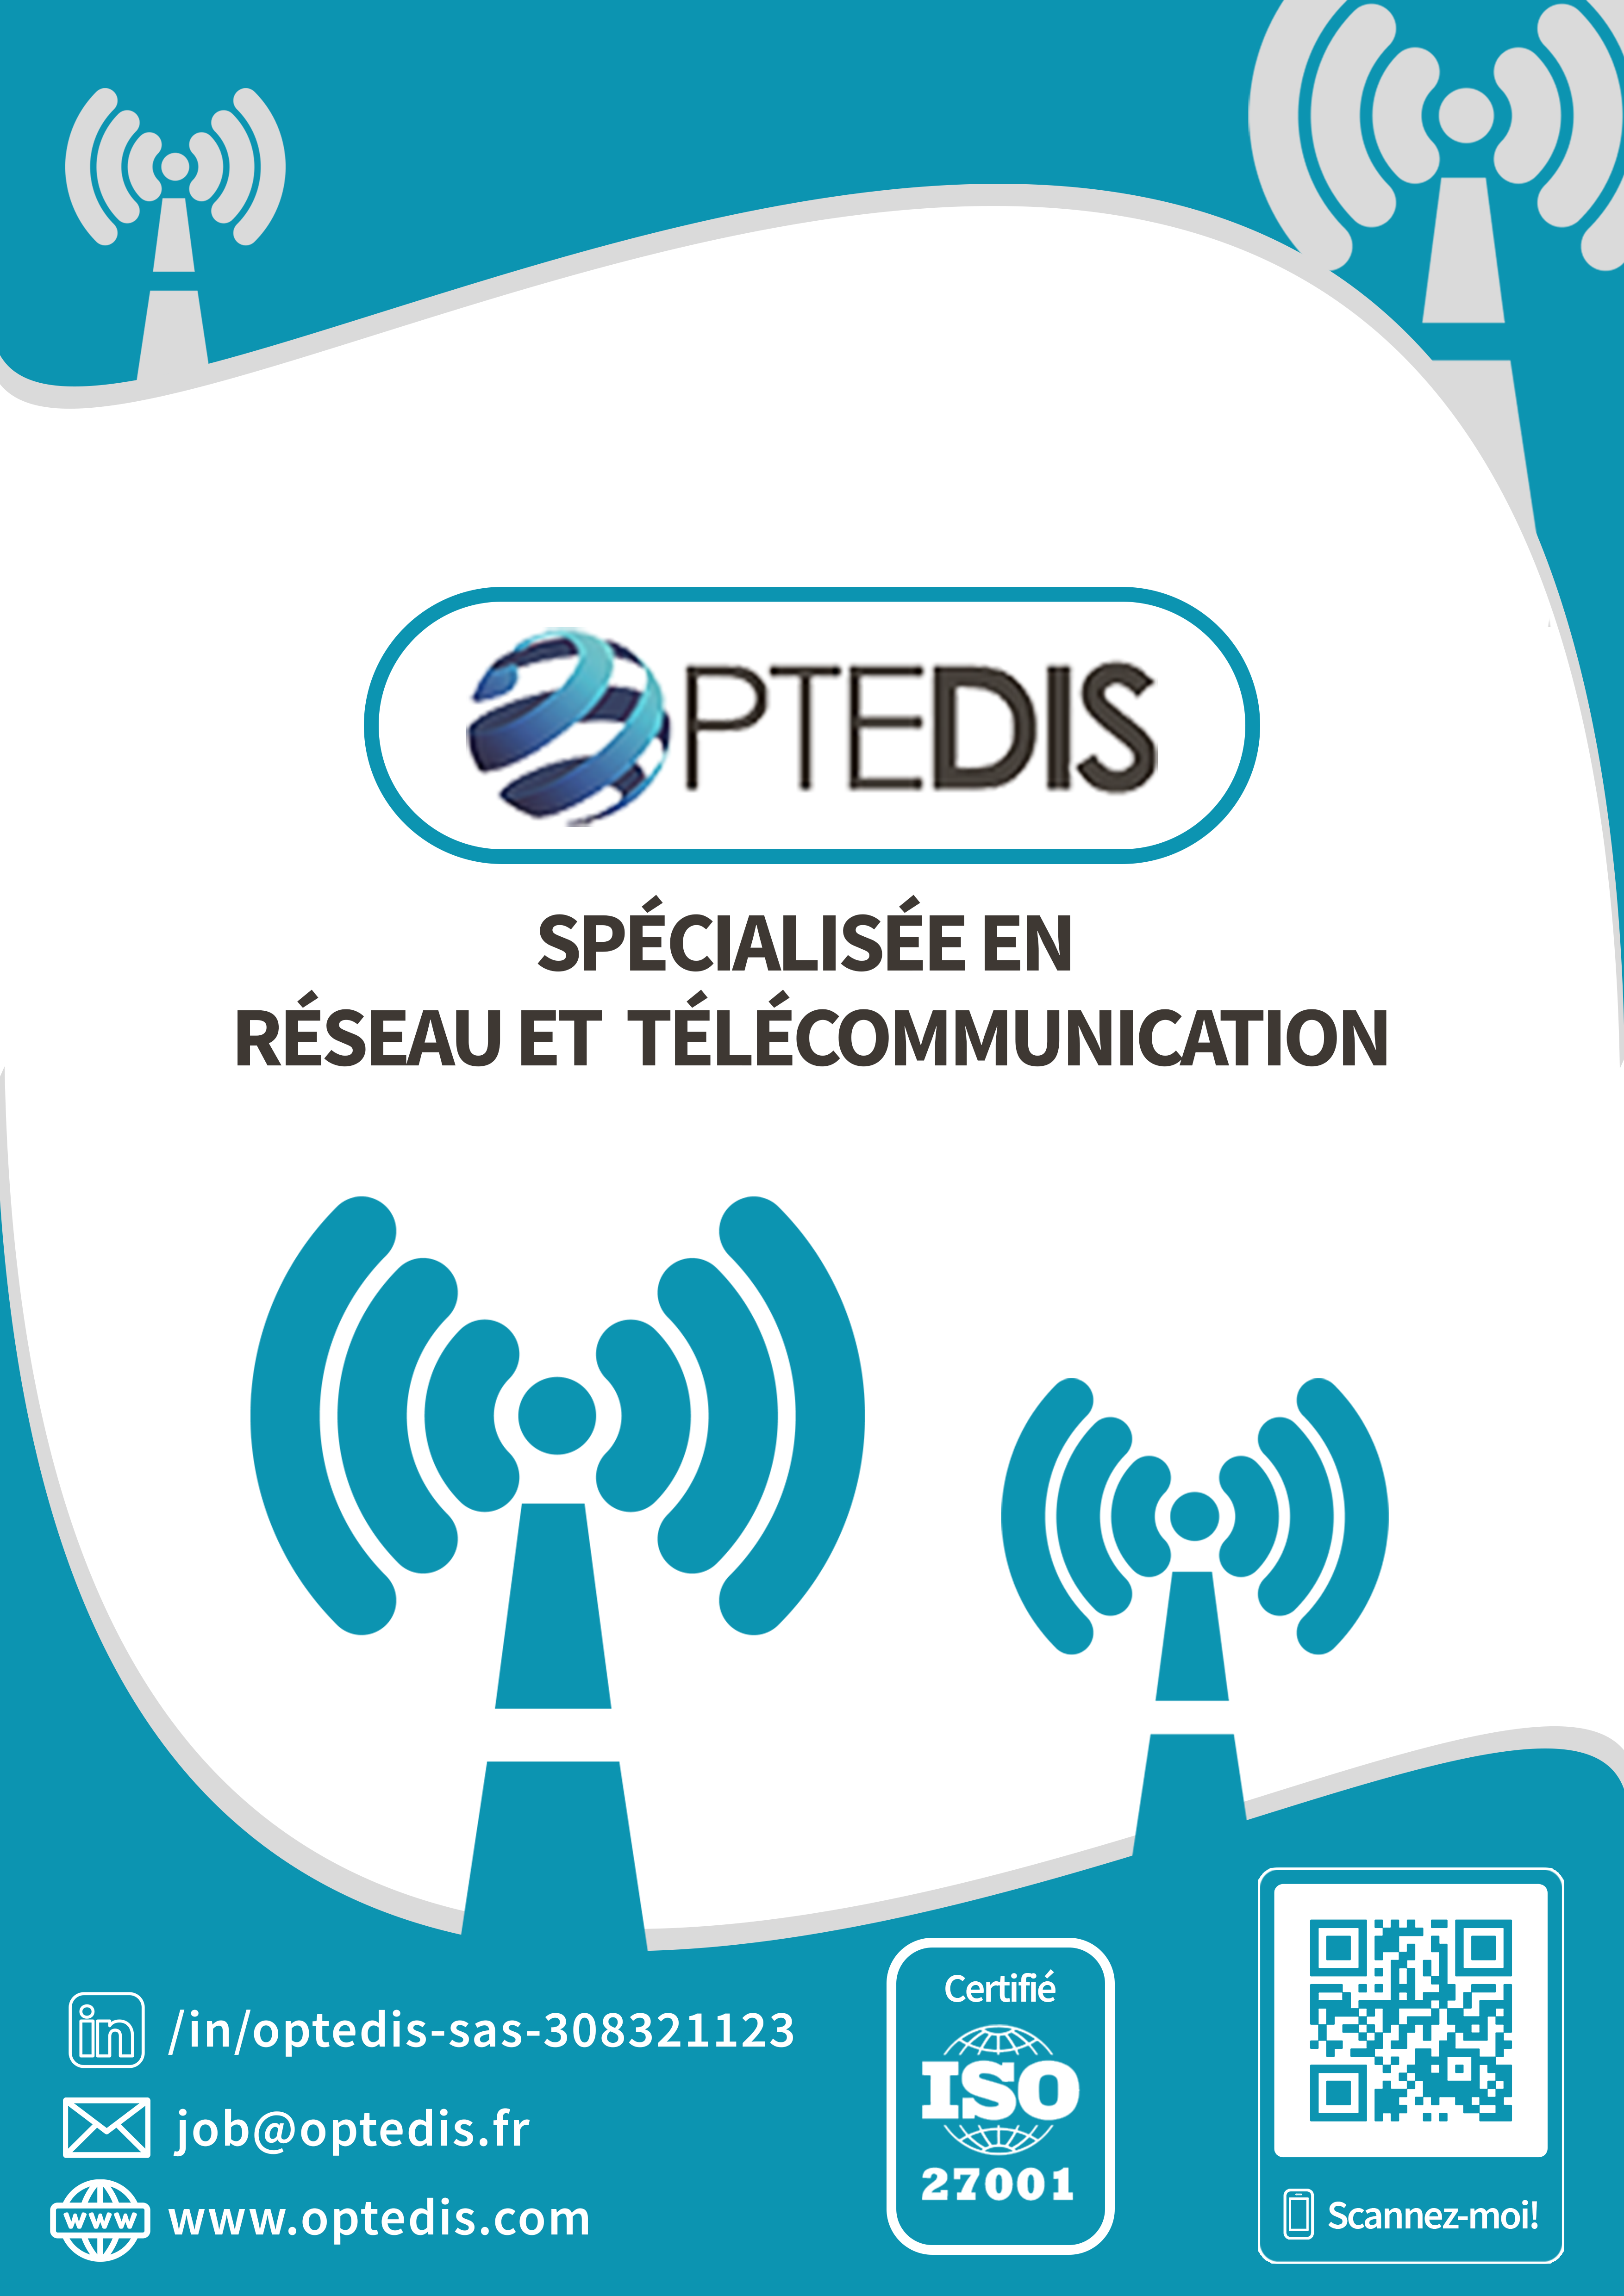 OPTEDIS
SPÉCIALISÉE EN
RÉSEAU ET TÉLÉCOMMUNICATION
in /in/optedis-sas-308321123
job@optedis.fr
www www.optedis.com
Certifié
ISO
27001
Scannez-moi!